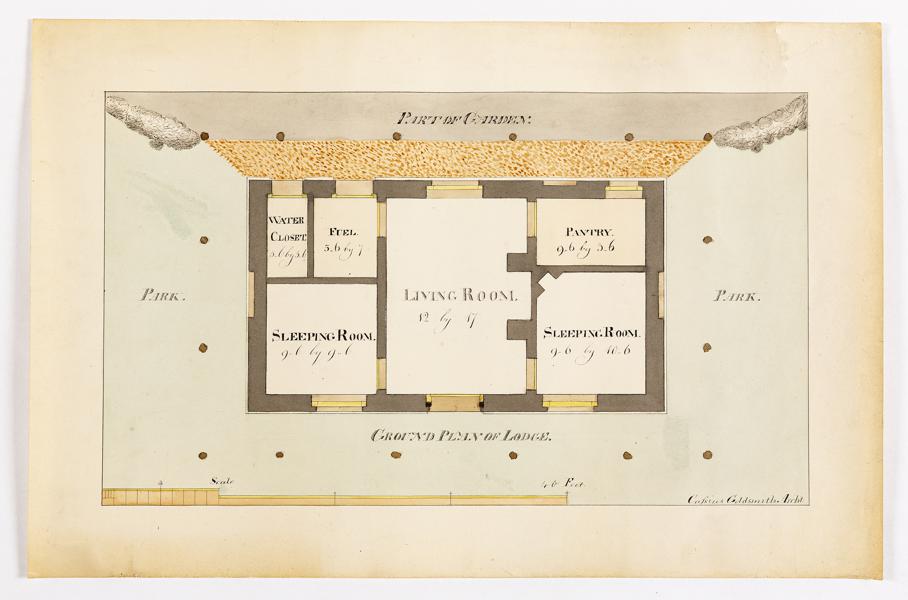 PART OF GARDEN.
WATER
CLOSET.
5.6 by 5.6
FUEL.
5.6 by 7
PANTRY.
9.6 by 5.6
PARK.
LIVING ROOM.
12 by 17
PARK.
SLEEPING ROOM.
9.6 by 9.6
SLEEPING ROOM.
9.6 by 10.6
GROUND PLAN OF LODGE.
Scale
40 Feet
Goldsmith Archt.